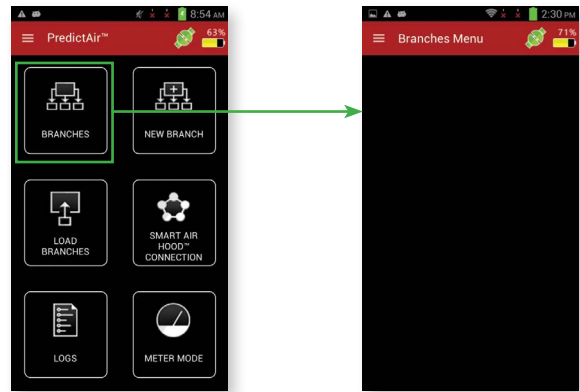 8:54 AM
PredictAir™
63%
BRANCHES
NEW BRANCH
LOAD
BRANCHES
SMART AIR
HOOD™
CONNECTION
LOGS
METER MODE
2:30 PM
Branches Menu
71%